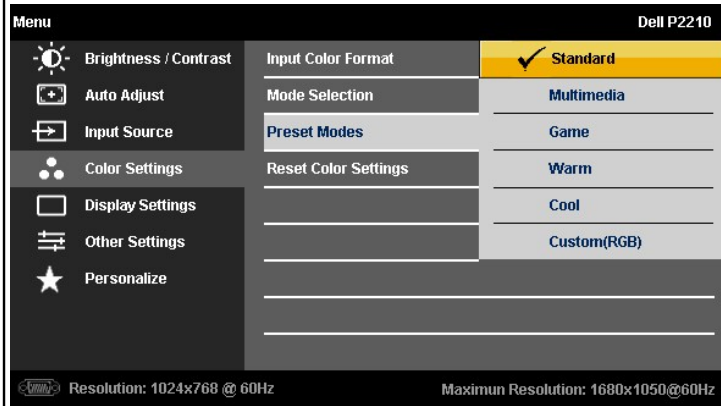 Menu Dell P2210
Brightness / Contrast Input Color Format Standard
Auto Adjust Mode Selection Multimedia
Input Source Preset Modes Game
Color Settings Reset Color Settings Warm
Display Settings Cool
Other Settings Custom(RGB)
Personalize
Resolution: 1024x768 @ 60Hz Maximun Resolution: 1680x1050@60Hz